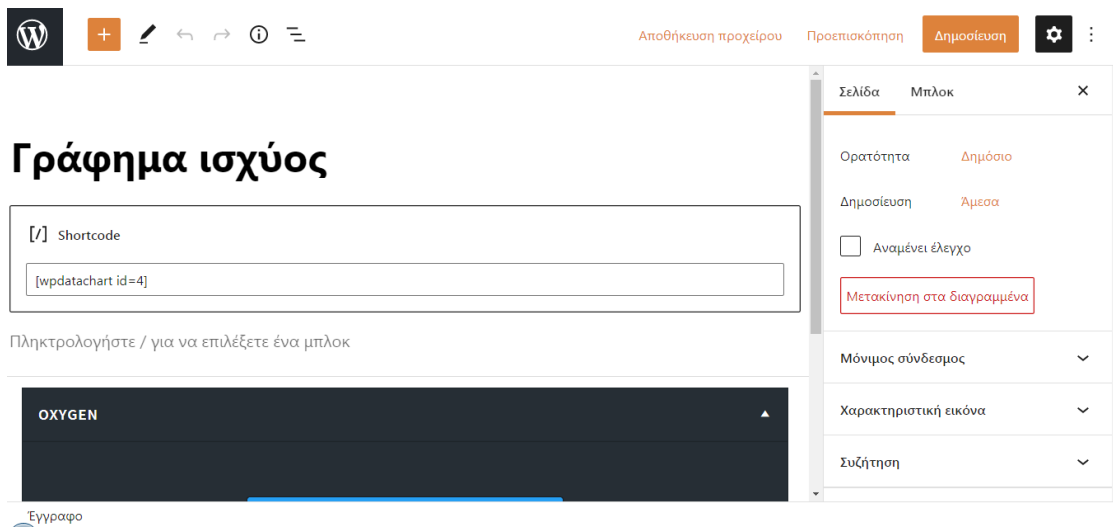 Αποθήκευση προχείρου Προεπισκόπηση Δημοσίευση
Σελίδα Μπλοκ
Γράφημα ισχύος
Ορατότητα Δημόσιο
Δημοσίευση Άμεσα
[/] Shortcode
Αναμένει έλεγχο
[wpdatachart id=4]
Μετακίνηση στα διαγραμμένα
Πληκτρολογήστε / για να επιλέξετε ένα μπλοκ
Μόνιμος σύνδεσμος
OXYGEN
Χαρακτηριστική εικόνα
Συζήτηση
Έγγραφο